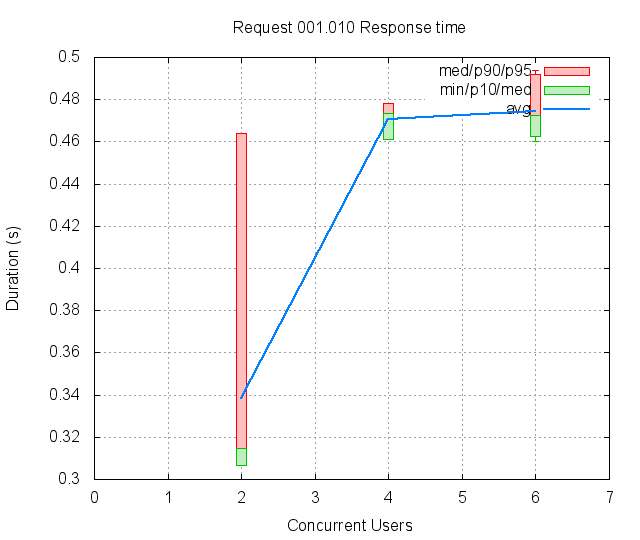 Request 001.010 Response time
0.5
0.48
0.46
0.44
0.42
0.4
0.38
0.36
0.34
0.32
0.3
Duration (s)
med/p90/p95
min/p10/med
avg
0 1 2 3 4 5 6 7
Concurrent Users